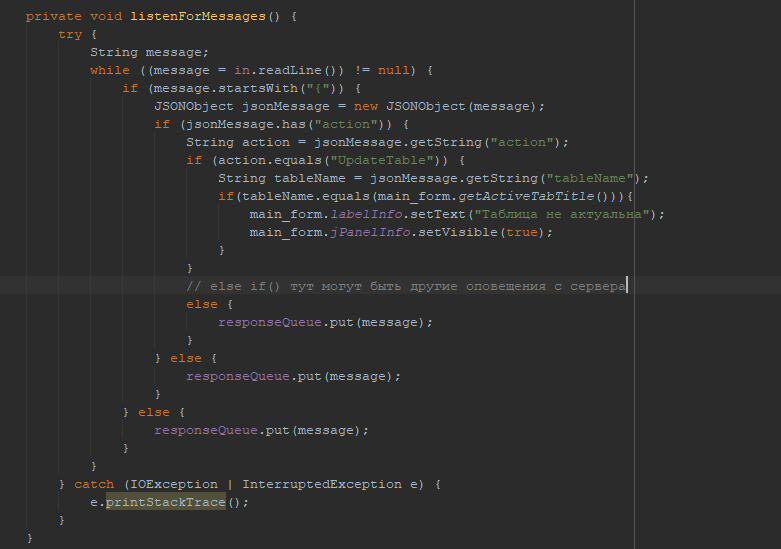 private void listenForMessages() {
try {
String message;
while ((message = in.readLine()) != null) {
if (message.startsWith("{")) {
JSONObject jsonMessage = new JSONObject(message);
if (jsonMessage.has("action")) {
String action = jsonMessage.getString("action");
if (action.equals("UpdateTable")) {
String tableName = jsonMessage.getString("tableName");
if(tableName.equals(main_form.getActiveTabTitle())){
main_form.labelInfo.setText("Таблица не актуальна");
main_form.jPanelInfo.setVisible(true);
}
}
// else if() тут могут быть другие оповещения с сервера
else {
responseQueue.put(message);
}
} else {
responseQueue.put(message);
}
} else {
responseQueue.put(message);
}
}
} catch (IOException | InterruptedException e) {
e.printStackTrace();
}
}